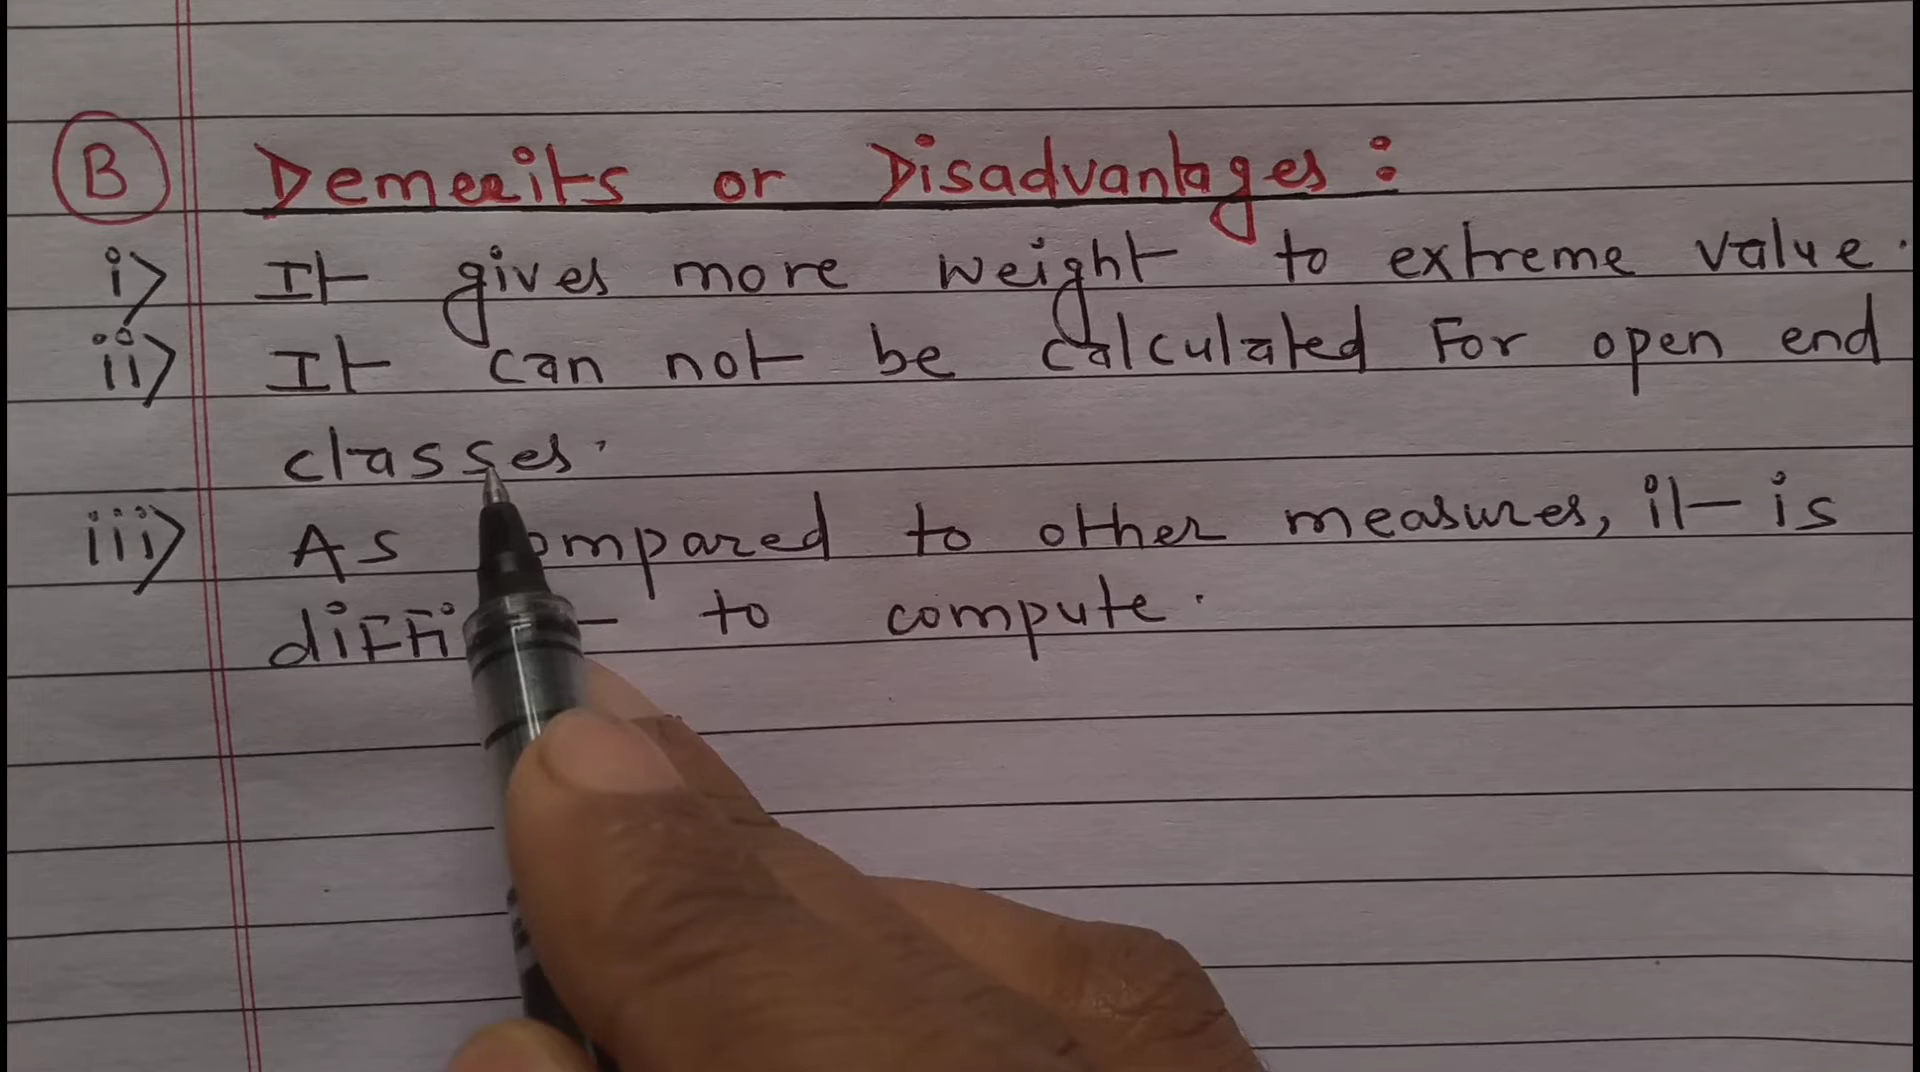 B Demerits or Disadvantages :
i) It gives more weight to extreme value.
ii) It can not be calculated For open end
classes.
iii) As compared to other measures, it is
to compute.